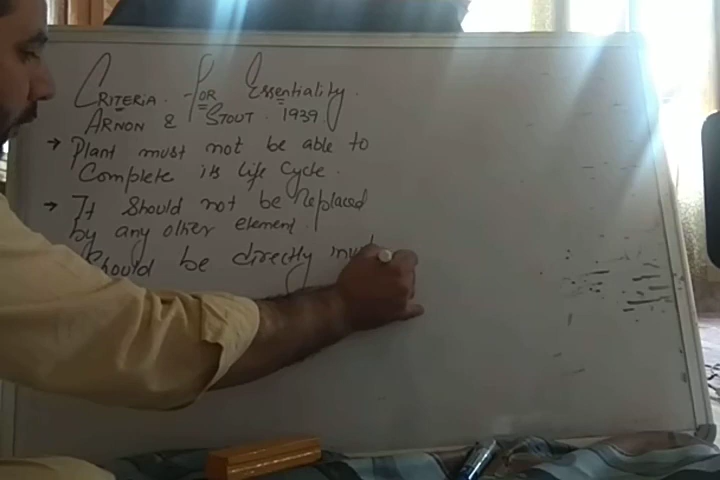 CRITERIA FOR Essentiality.
ARNON & STOUT. 1939
→ Plant must not be able to
Complete its life Cycle.
→ It Should not be Replaced
by any other element.
Should be directly